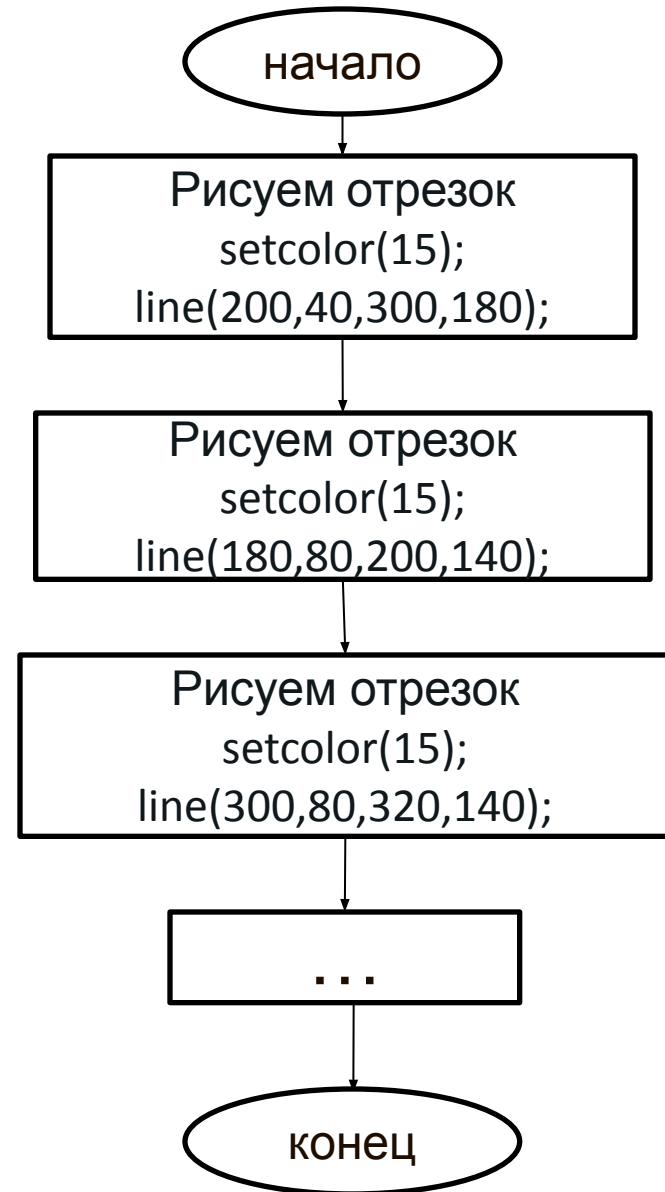 начало
Рисуем отрезок
setcolor(15);
line(200,40,300,180);
Рисуем отрезок
setcolor(15);
line(180,80,200,140);
Рисуем отрезок
setcolor(15);
line(300,80,320,140);
...
конец